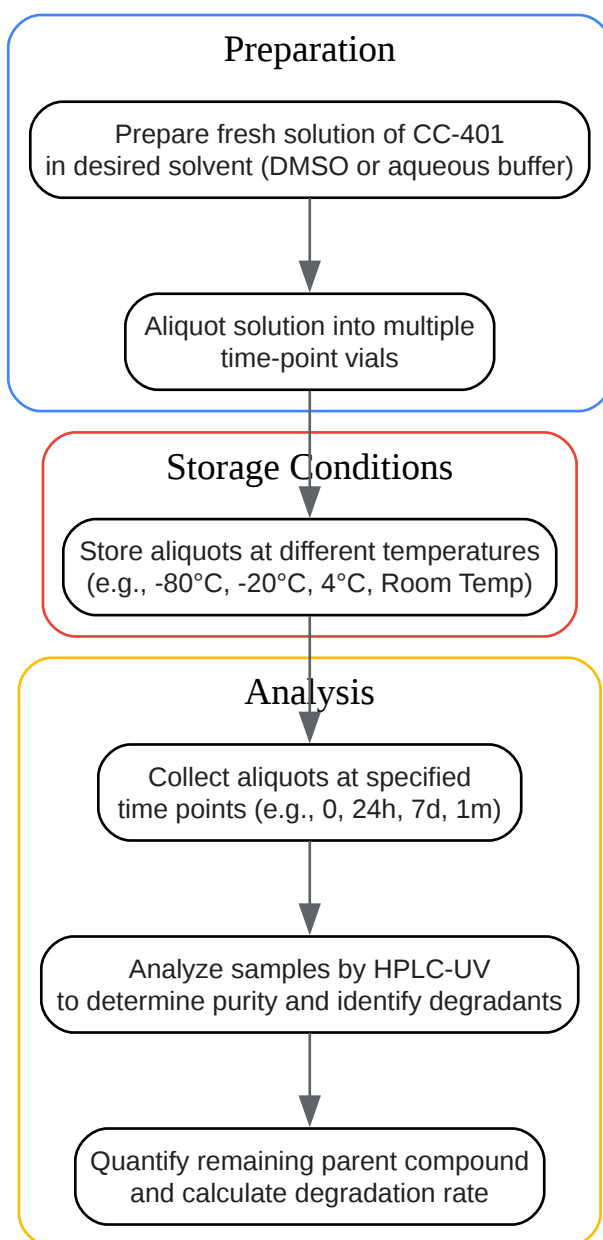 Preparation
Prepare fresh solution of CC-401
in desired solvent (DMSO or aqueous buffer)
Aliquot solution into multiple
time-point vials
Storage Conditions
Store aliquots at different temperatures
(e.g., -80°C, -20°C, 4°C, Room Temp)
Analysis
Collect aliquots at specified
time points (e.g., 0, 24h, 7d, 1m)
Analyze samples by HPLC-UV
to determine purity and identify degradants
Quantify remaining parent compound
and calculate degradation rate